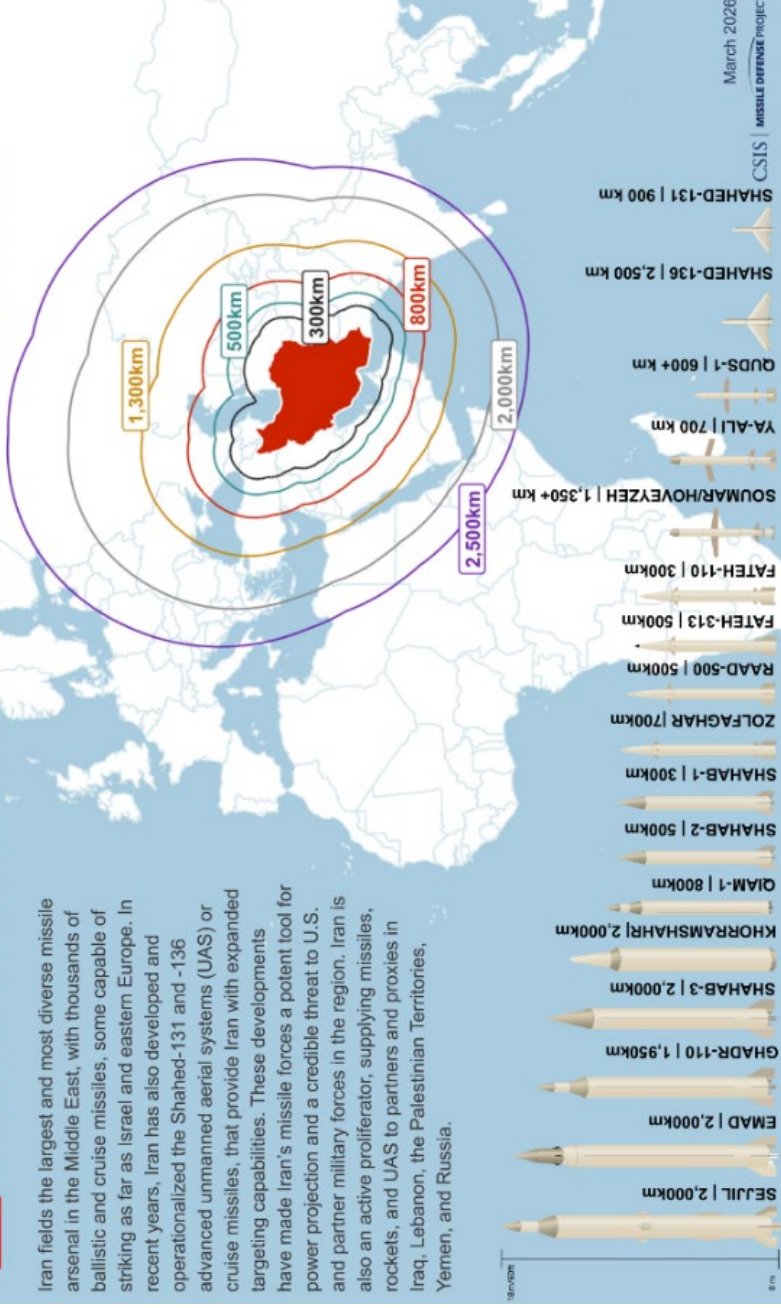 Iran fields the largest and most diverse missile
arsenal in the Middle East, with thousands of
ballistic and cruise missiles, some capable of
striking as far as Israel and eastern Europe. In
recent years, Iran has also developed and
operationalized the Shahed-131 and -136
advanced unmanned aerial systems (UAS) or
cruise missiles, that provide Iran with expanded
targeting capabilities. These developments
have made Iran's missile forces a potent tool for
power projection and a credible threat to U.S.
and partner military forces in the region. Iran is
also an active proliferator, supplying missiles,
rockets, and UAS to partners and proxies in
Iraq, Lebanon, the Palestinian Territories,
Yemen, and Russia.
1,300km
500km
300km
800km
2,000km
2,500km
18m/60ft
0 m
SEJJIL | 2,000km
EMAD | 2,000km
GHADR-110 | 1,950km
SHAHAB-3 | 2,000km
KHORRAMSHAHR| 2,000km
QIAM-1 | 800km
SHAHAB-2 | 500km
SHAHAB-1 | 300km
ZOLFAGHAR |700km
RAAD-500 | 500km
FATEH-313 | 500km
FATEH-110 | 300km
SOUMAR/HOVEYZEH | 1,350+ km
YA-ALI | 700 km
QUDS-1 | 600+ km
SHAHED-136 | 2,500 km
SHAHED-131 | 900 km
March 2026
CSIS | MISSILE DEFENSE PROJECT